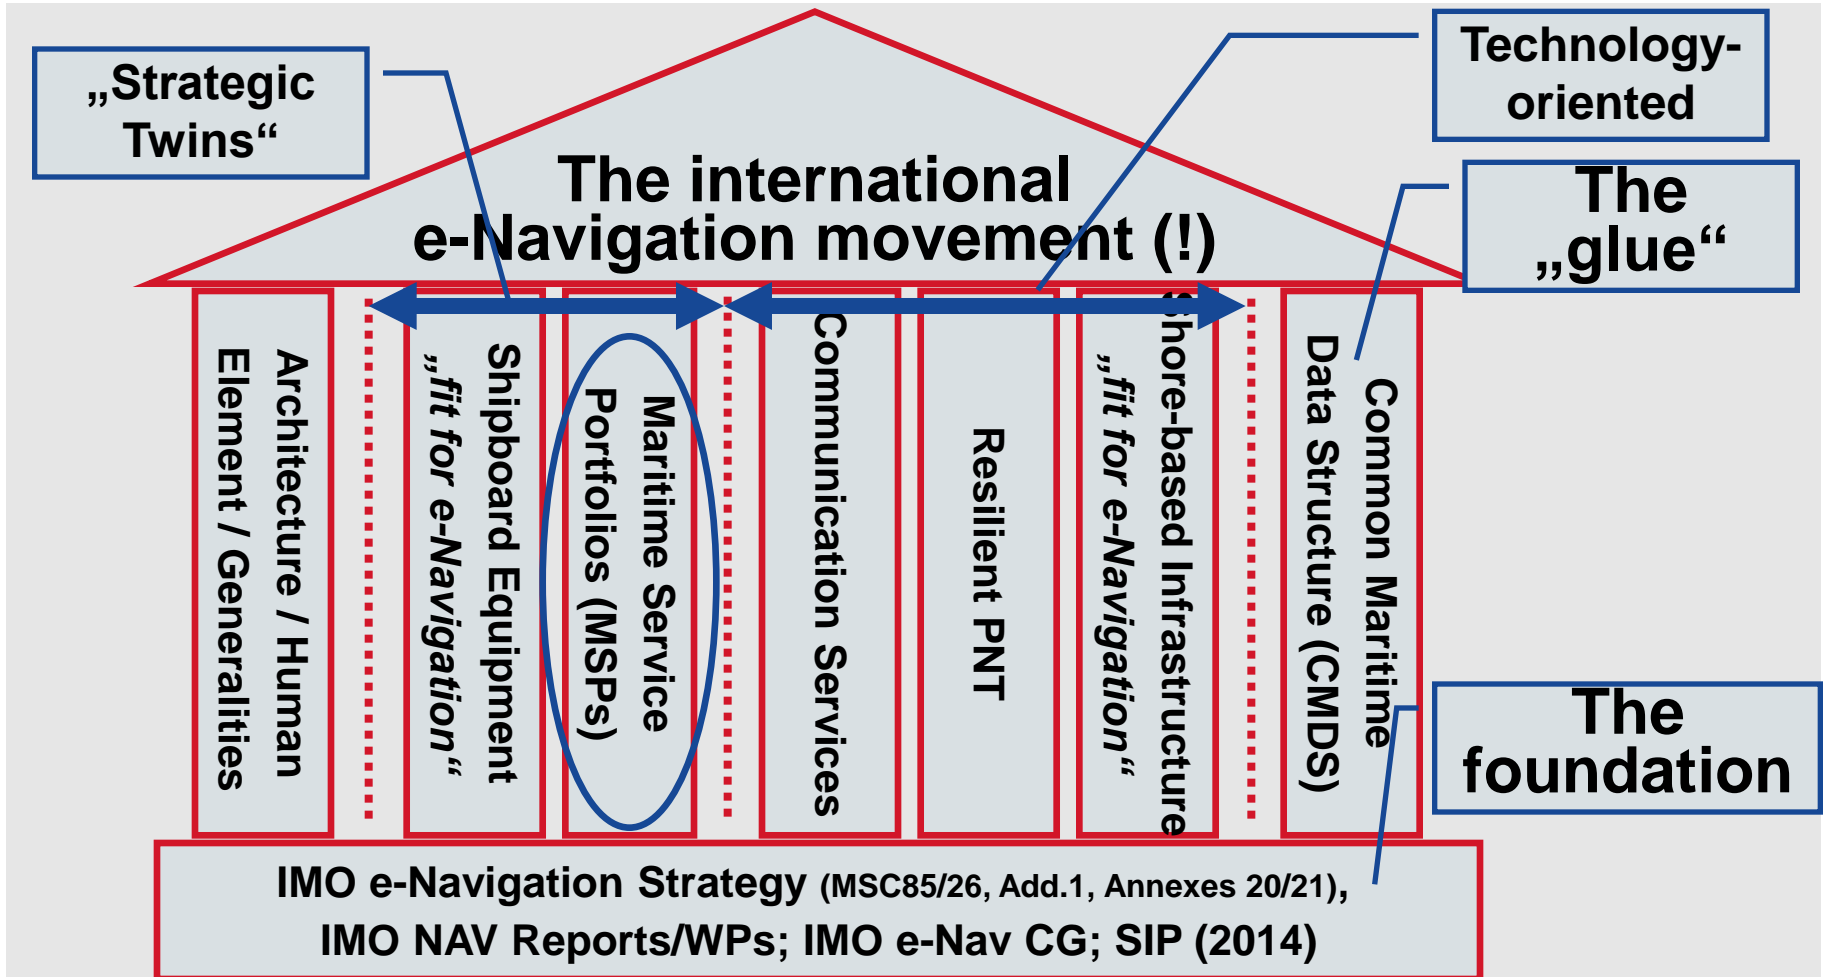 „Strategic
Twins“
Technology-
oriented
The international
e-Navigation movement (!)
The
„glue“
Architecture / Human
Element / Generalities
Shipboard Equipment
„fit for e-Navigation“
Maritime Service
Portfolios (MSPs)
Communication Services
Resilient PNT
Shore-based Infrastructure
„fit for e-Navigation“
Common Maritime
Data Structure (CMDS)
The
foundation
IMO e-Navigation Strategy (MSC85/26, Add.1, Annexes 20/21),
IMO NAV Reports/WPs; IMO e-Nav CG; SIP (2014)